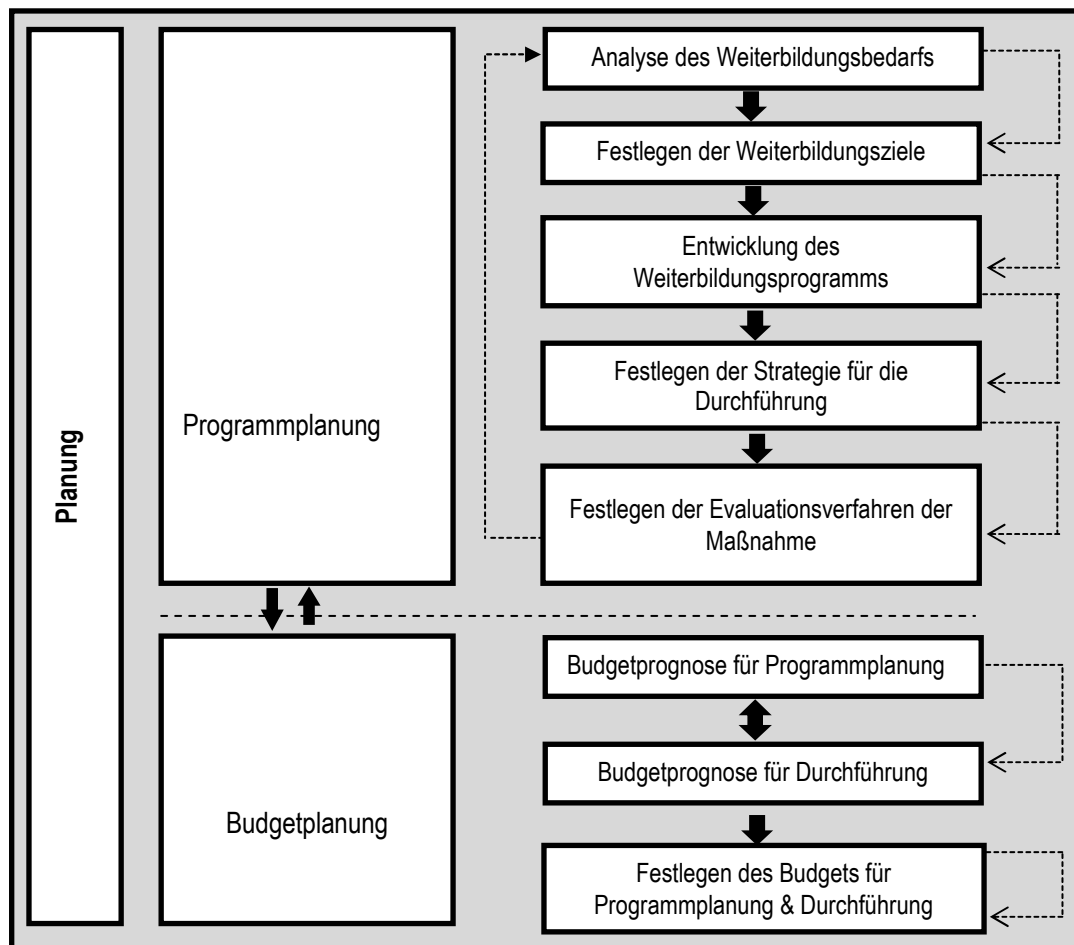 Planung
Programmplanung
Analyse des Weiterbildungsbedarfs
Festlegen der Weiterbildungsziele
Entwicklung des
Weiterbildungsprogramms
Festlegen der Strategie für die
Durchführung
Festlegen der Evaluationsverfahren der
Maßnahme
Budgetplanung
Budgetprognose für Programmplanung
Budgetprognose für Durchführung
Festlegen des Budgets für
Programmplanung & Durchführung